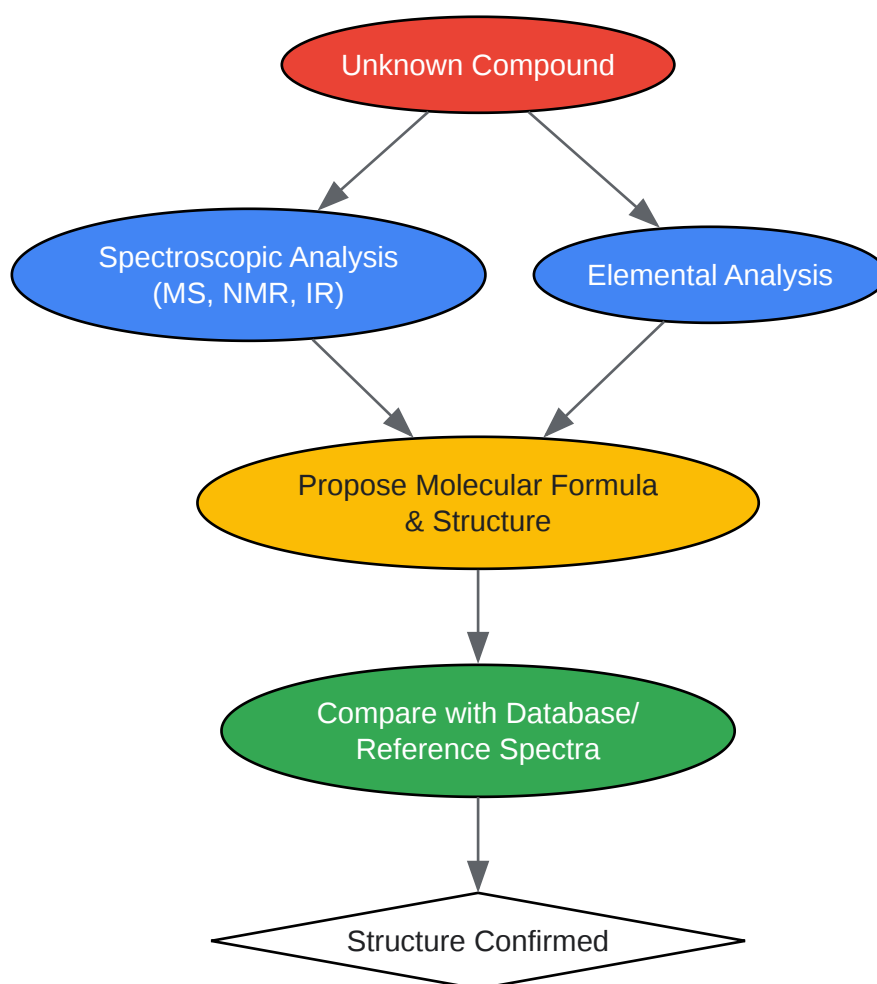 Unknown Compound
Spectroscopic Analysis
(MS, NMR, IR)
Elemental Analysis
Propose Molecular Formula
& Structure
Compare with Database/
Reference Spectra
Structure Confirmed